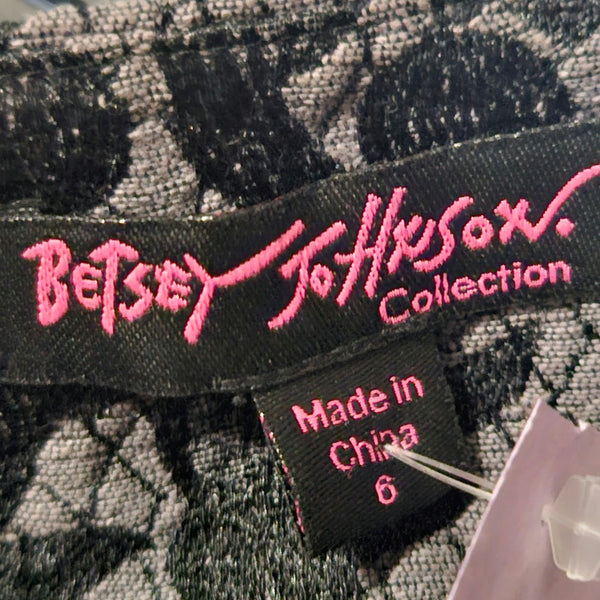 BETSEY JOHNSON.
Collection
Made in
China
6